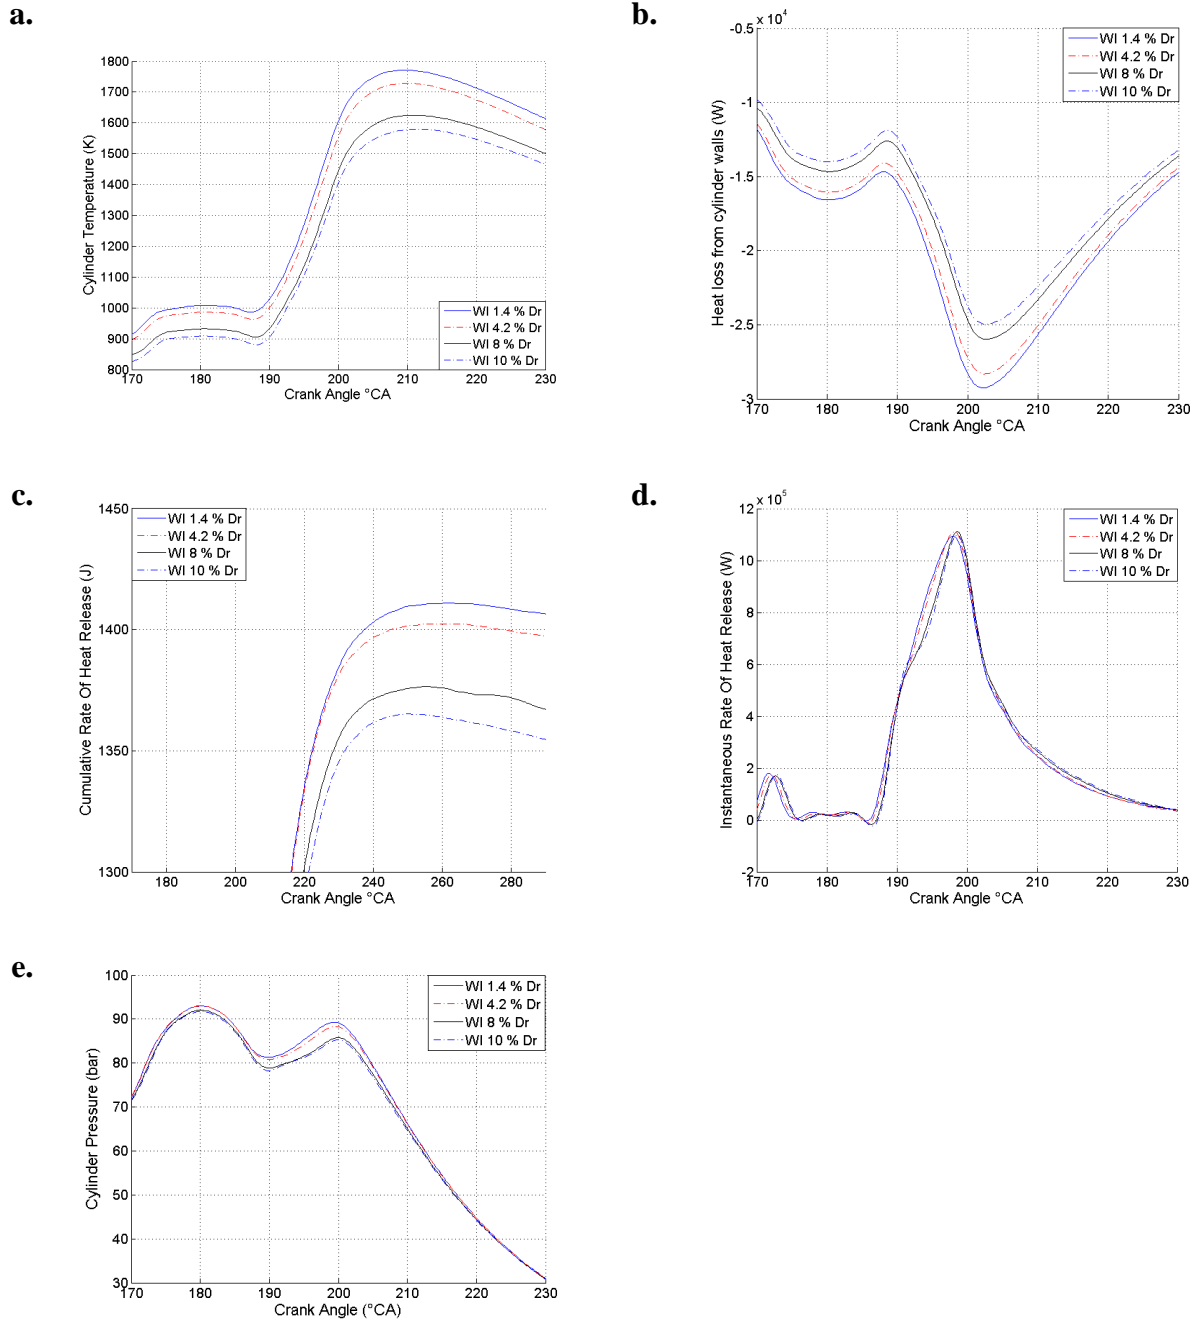 a.
1800
1700
1600
1500
1400
1300
1200
1100
1000
900
800
170 180 190 200 210 220 230
Cylinder Temperature (K)
Crank Angle °CA
WI 1.4 % Dr
WI 4.2 % Dr
WI 8 % Dr
WI 10 % Dr
b.
x 10⁴
-0.5
-1
-1.5
-2
-2.5
-3
170 180 190 200 210 220 230
Heat loss from cylinder walls (W)
Crank Angle °CA
WI 1.4 % Dr
WI 4.2 % Dr
WI 8 % Dr
WI 10 % Dr
c.
1450
1400
1350
1300
180 200 220 240 260 280
Cumulative Rate Of Heat Release (J)
Crank Angle °CA
WI 1.4 % Dr
WI 4.2 % Dr
WI 8 % Dr
WI 10 % Dr
d.
x 10⁵
12
10
8
6
4
2
0
-2
170 180 190 200 210 220 230
Instantaneous Rate Of Heat Release (W)
Crank Angle °CA
WI 1.4 % Dr
WI 4.2 % Dr
WI 8 % Dr
WI 10 % Dr
e.
100
90
80
70
60
50
40
30
170 180 190 200 210 220 230
Cylinder Pressure (bar)
Crank Angle (°CA)
WI 1.4 % Dr
WI 4.2 % Dr
WI 8 % Dr
WI 10 % Dr